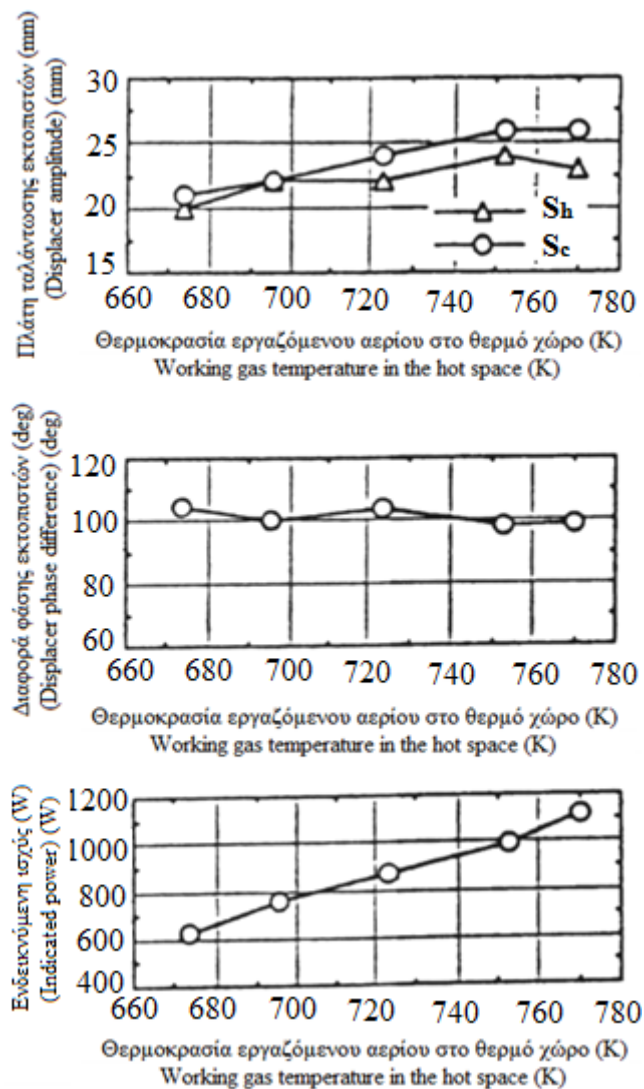 Πλάτη ταλάντωσης εκτοπιστών (mm)
(Displacer amplitude) (mm)
30
25
20
15
Sh
Sc
660 680 700 720 740 760 780
Θερμοκρασία εργαζόμενου αερίου στο θερμό χώρο (K)
Working gas temperature in the hot space (K)
Διαφορά φάσης εκτοπιστών (deg)
(Displacer phase difference) (deg)
120
100
80
60
660 680 700 720 740 760 780
Θερμοκρασία εργαζόμενου αερίου στο θερμό χώρο (K)
Working gas temperature in the hot space (K)
Ενδεικνύμενη ισχύς (W)
(Indicated power) (W)
1200
1000
800
600
400
660 680 700 720 740 760 780
Θερμοκρασία εργαζόμενου αερίου στο θερμό χώρο (K)
Working gas temperature in the hot space (K)